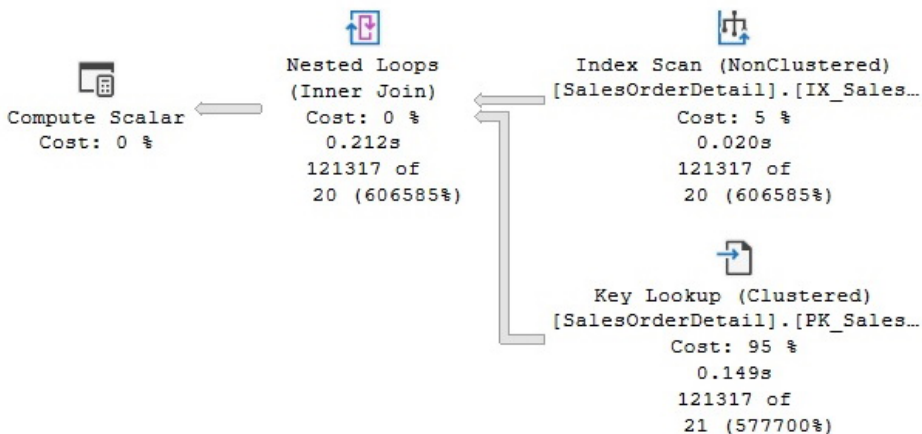 Compute Scalar
Cost: 0 %
Nested Loops
(Inner Join)
Cost: 0 %
0.212s
121317 of
20 (606585%)
Index Scan (NonClustered)
[SalesOrderDetail].[IX_Sales…
Cost: 5 %
0.020s
121317 of
20 (606585%)
Key Lookup (Clustered)
[SalesOrderDetail].[PK_Sales…
Cost: 95 %
0.149s
121317 of
21 (577700%)